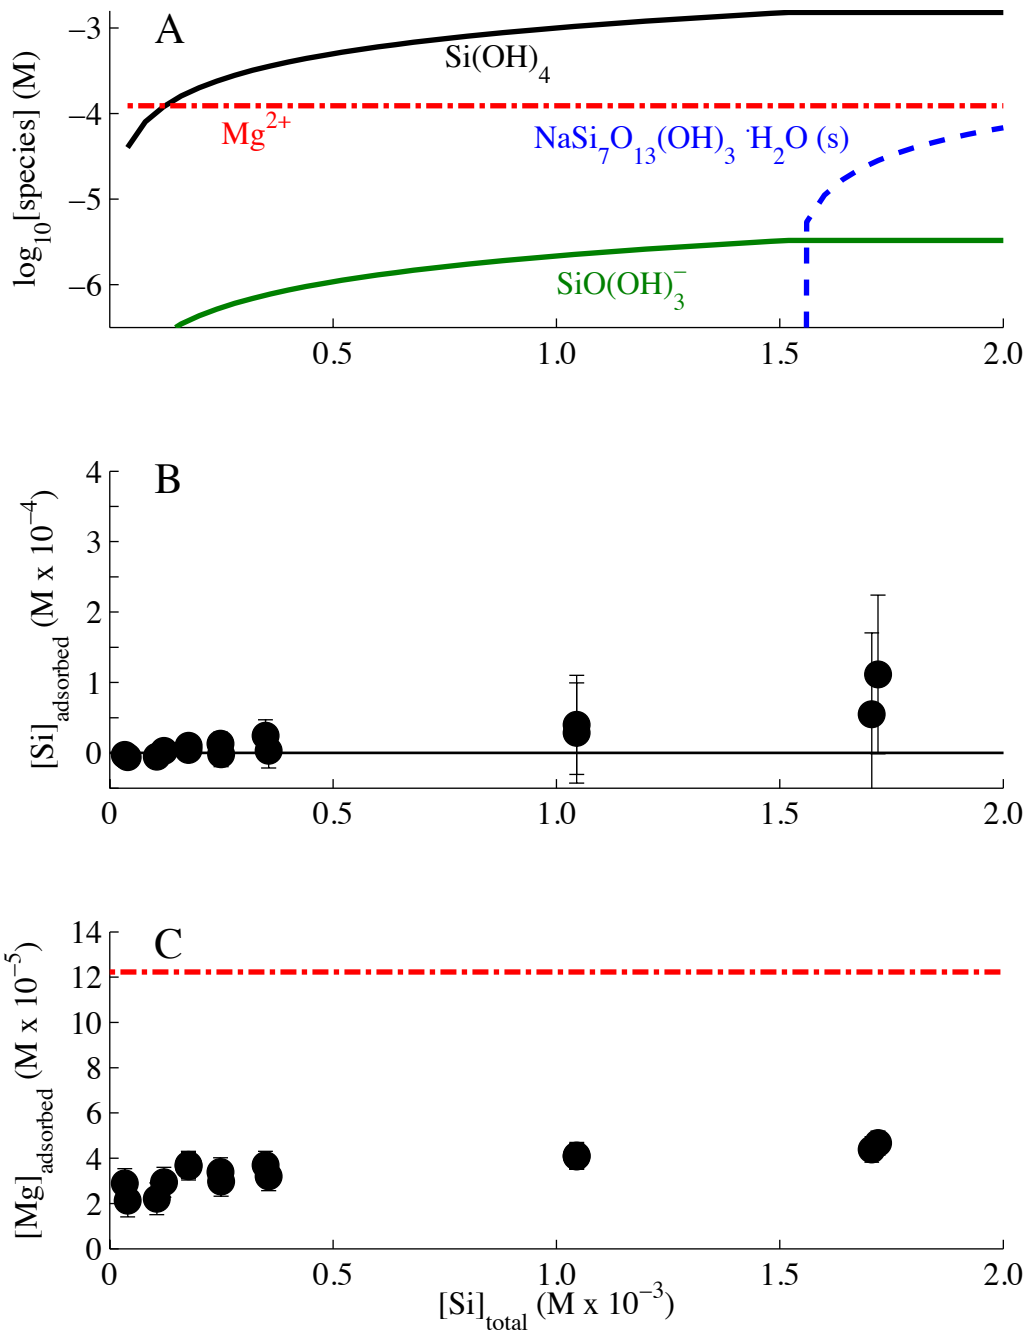 A
log₁₀[species] (M)
−3
−4
−5
−6
Si(OH)₄
Mg²⁺
NaSi₇O₁₃(OH)₃ ·H₂O (s)
SiO(OH)₃⁻
0.5
1.0
1.5
2.0
B
[Si]adsorbed (M x 10⁻⁴)
4
3
2
1
0
0
0.5
1.0
1.5
2.0
C
[Mg]adsorbed (M x 10⁻⁵)
14
12
10
8
6
4
2
0
0
0.5
1.0
1.5
2.0
[Si]total (M x 10⁻³)